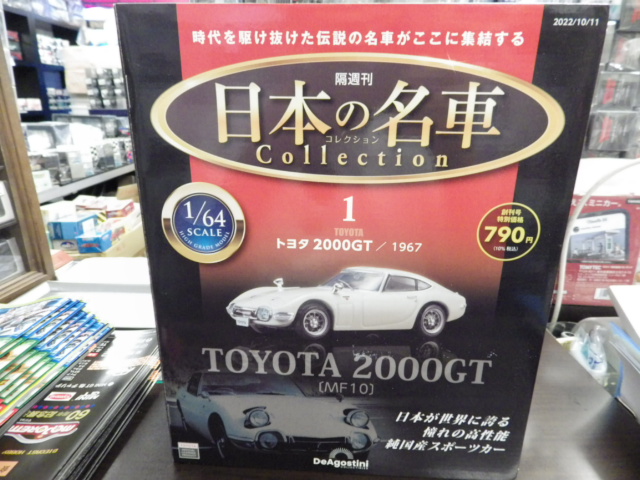 2022/10/11
時代を駆け抜けた伝説の名車がここに集結する
隔週刊
日本の名車
コレクション
Collection
1/64
SCALE
HIGH GRADE MODEL
1
TOYOTA
トヨタ 2000GT / 1967
創刊号
特別価格
790円
(10%税込)
TOYOTA 2000GT
[MF10]
日本が世界に誇る
憧れの高性能
純国産スポーツカー
DeAgostini